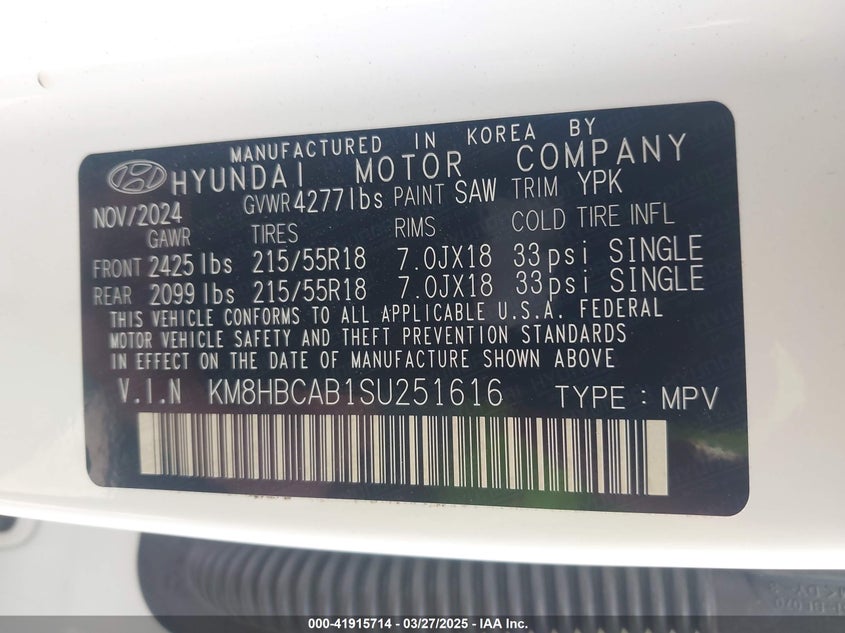 MANUFACTURED IN KOREA BY
HYUNDAI MOTOR COMPANY
NOV/2024 GVWR 4277lbs PAINT SAW TRIM YPK
GAWR TIRES RIMS COLD TIRE INFL
FRONT 2425 lbs 215/55R18 7.0JX18 33psi SINGLE
REAR 2099 lbs 215/55R18 7.0JX18 33psi SINGLE
THIS VEHICLE CONFORMS TO ALL APPLICABLE U.S.A. FEDERAL
MOTOR VEHICLE SAFETY AND THEFT PREVENTION STANDARDS
IN EFFECT ON THE DATE OF MANUFACTURE SHOWN ABOVE
V.I.N KM8HBCAB1SU251616 TYPE : MPV
000-41915714 / 03/27/2025 - IAA Inc.